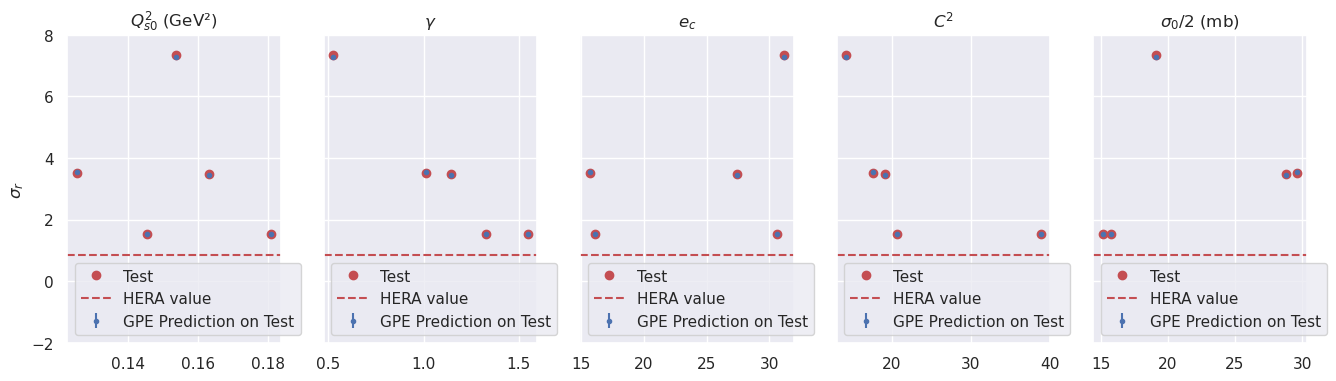 Q²ₛ₀ (GeV²) γ e_c C² σ₀/2 (mb)
σᵣ
8
6
4
2
0
−2
Test
HERA value
GPE Prediction on Test
Test
HERA value
GPE Prediction on Test
Test
HERA value
GPE Prediction on Test
Test
HERA value
GPE Prediction on Test
Test
HERA value
GPE Prediction on Test
0.14 0.16 0.18
0.5 1.0 1.5
15 20 25 30
20 30 40
15 20 25 30